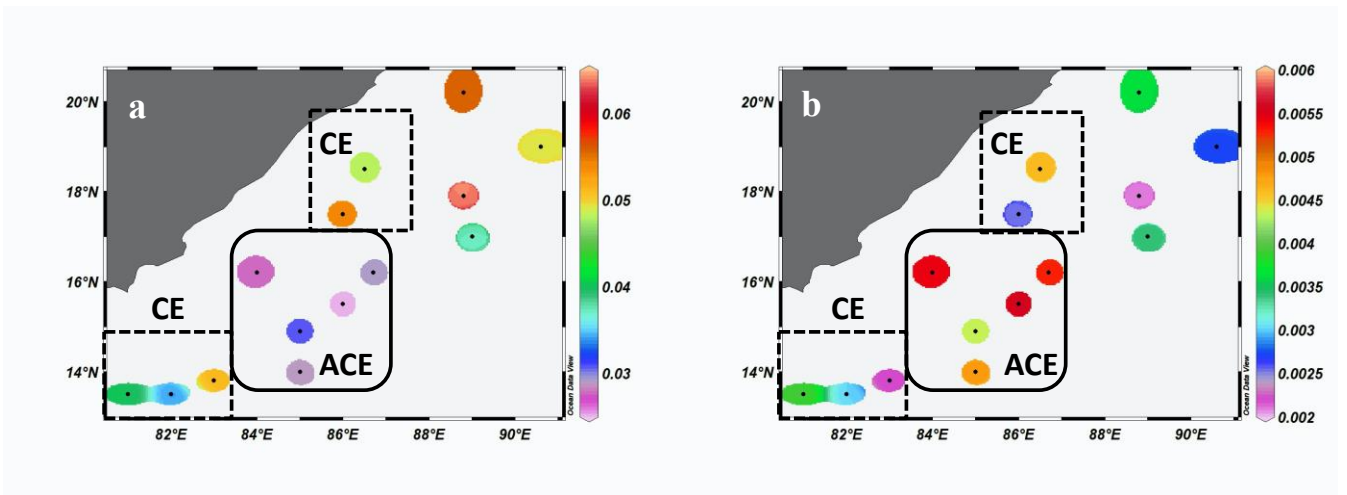 a
CE
CE
ACE
20°N
18°N
16°N
14°N
82°E
84°E
86°E
88°E
90°E
0.06
0.05
0.04
0.03
Ocean Data View
b
CE
CE
ACE
20°N
18°N
16°N
14°N
82°E
84°E
86°E
88°E
90°E
0.006
0.0055
0.005
0.0045
0.004
0.0035
0.003
0.0025
0.002
Ocean Data View